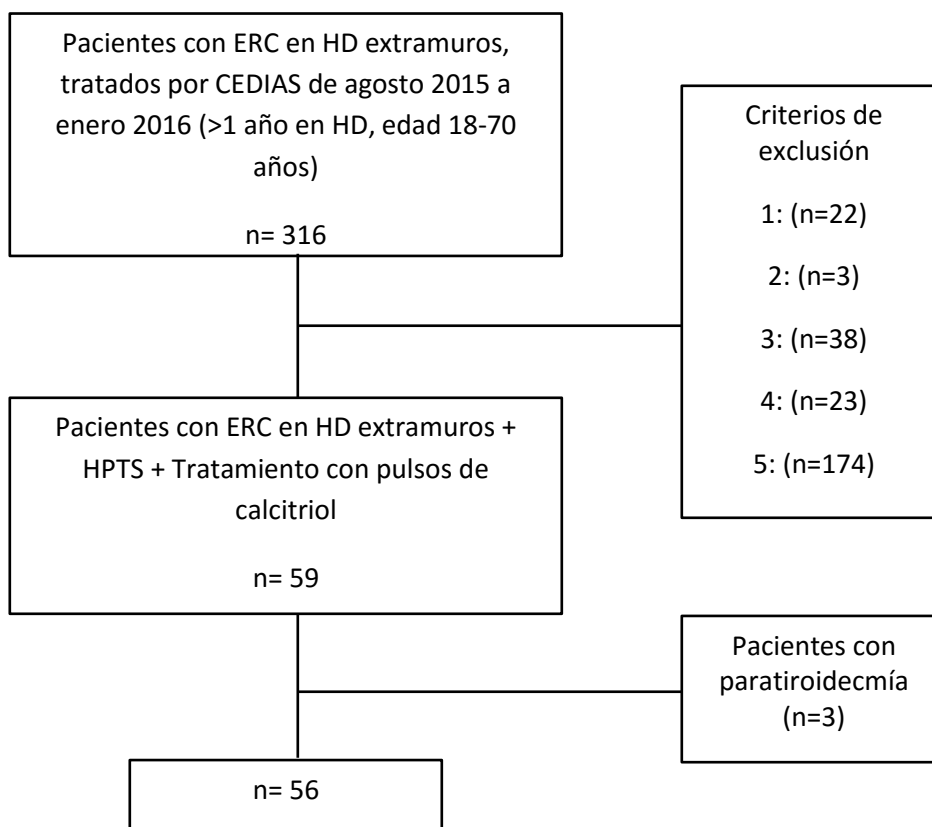 Pacientes con ERC en HD extramuros,
tratados por CEDIAS de agosto 2015 a
enero 2016 (>1 año en HD, edad 18-70
años)
n= 316
Criterios de
exclusión
1: (n=22)
2: (n=3)
3: (n=38)
4: (n=23)
5: (n=174)
Pacientes con ERC en HD extramuros +
HPTS + Tratamiento con pulsos de
calcitriol
n= 59
Pacientes con
paratiroidecmía
(n=3)
n= 56